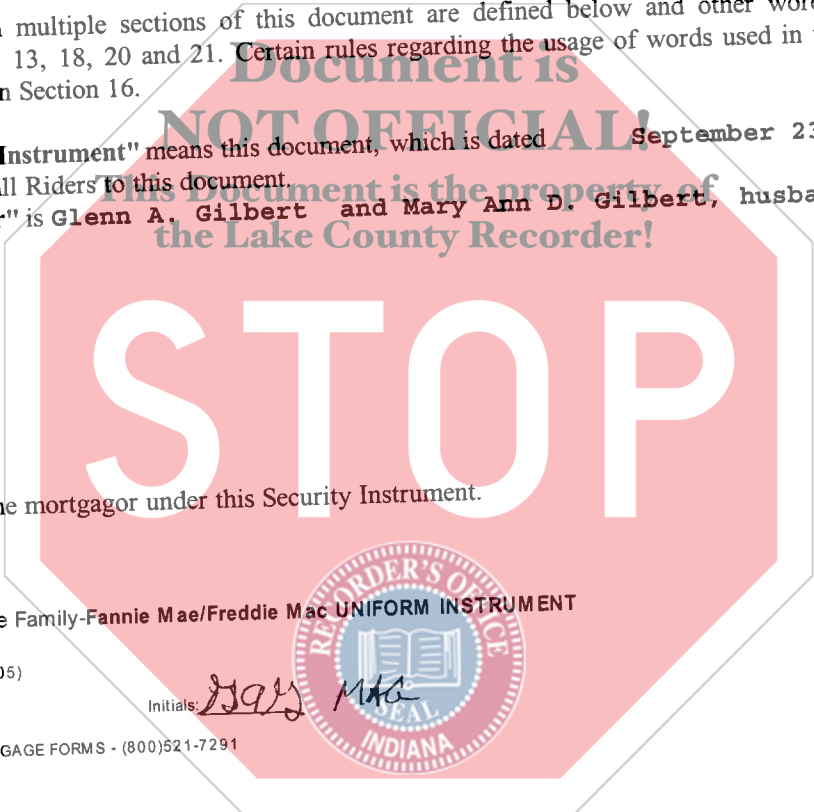 multiple sections of this document are defined below and other wor
13, 18, 20 and 21. Certain rules regarding the usage of words used in
n Section 16.
Document is
NOT OFFICIAL!
This Document is the property of
the Lake County Recorder!
Instrument" means this document, which is dated September 23
ll Riders to this document.
r" is Glenn A. Gilbert and Mary Ann D. Gilbert, husba
STOP
e mortgagor under this Security Instrument.
e Family-Fannie Mae/Freddie Mac UNIFORM INSTRUMENT
05)
Initials: GAG MAG
GAGE FORMS - (800)521-7291
RECORDER'S OFFICE
SEAL
INDIANA